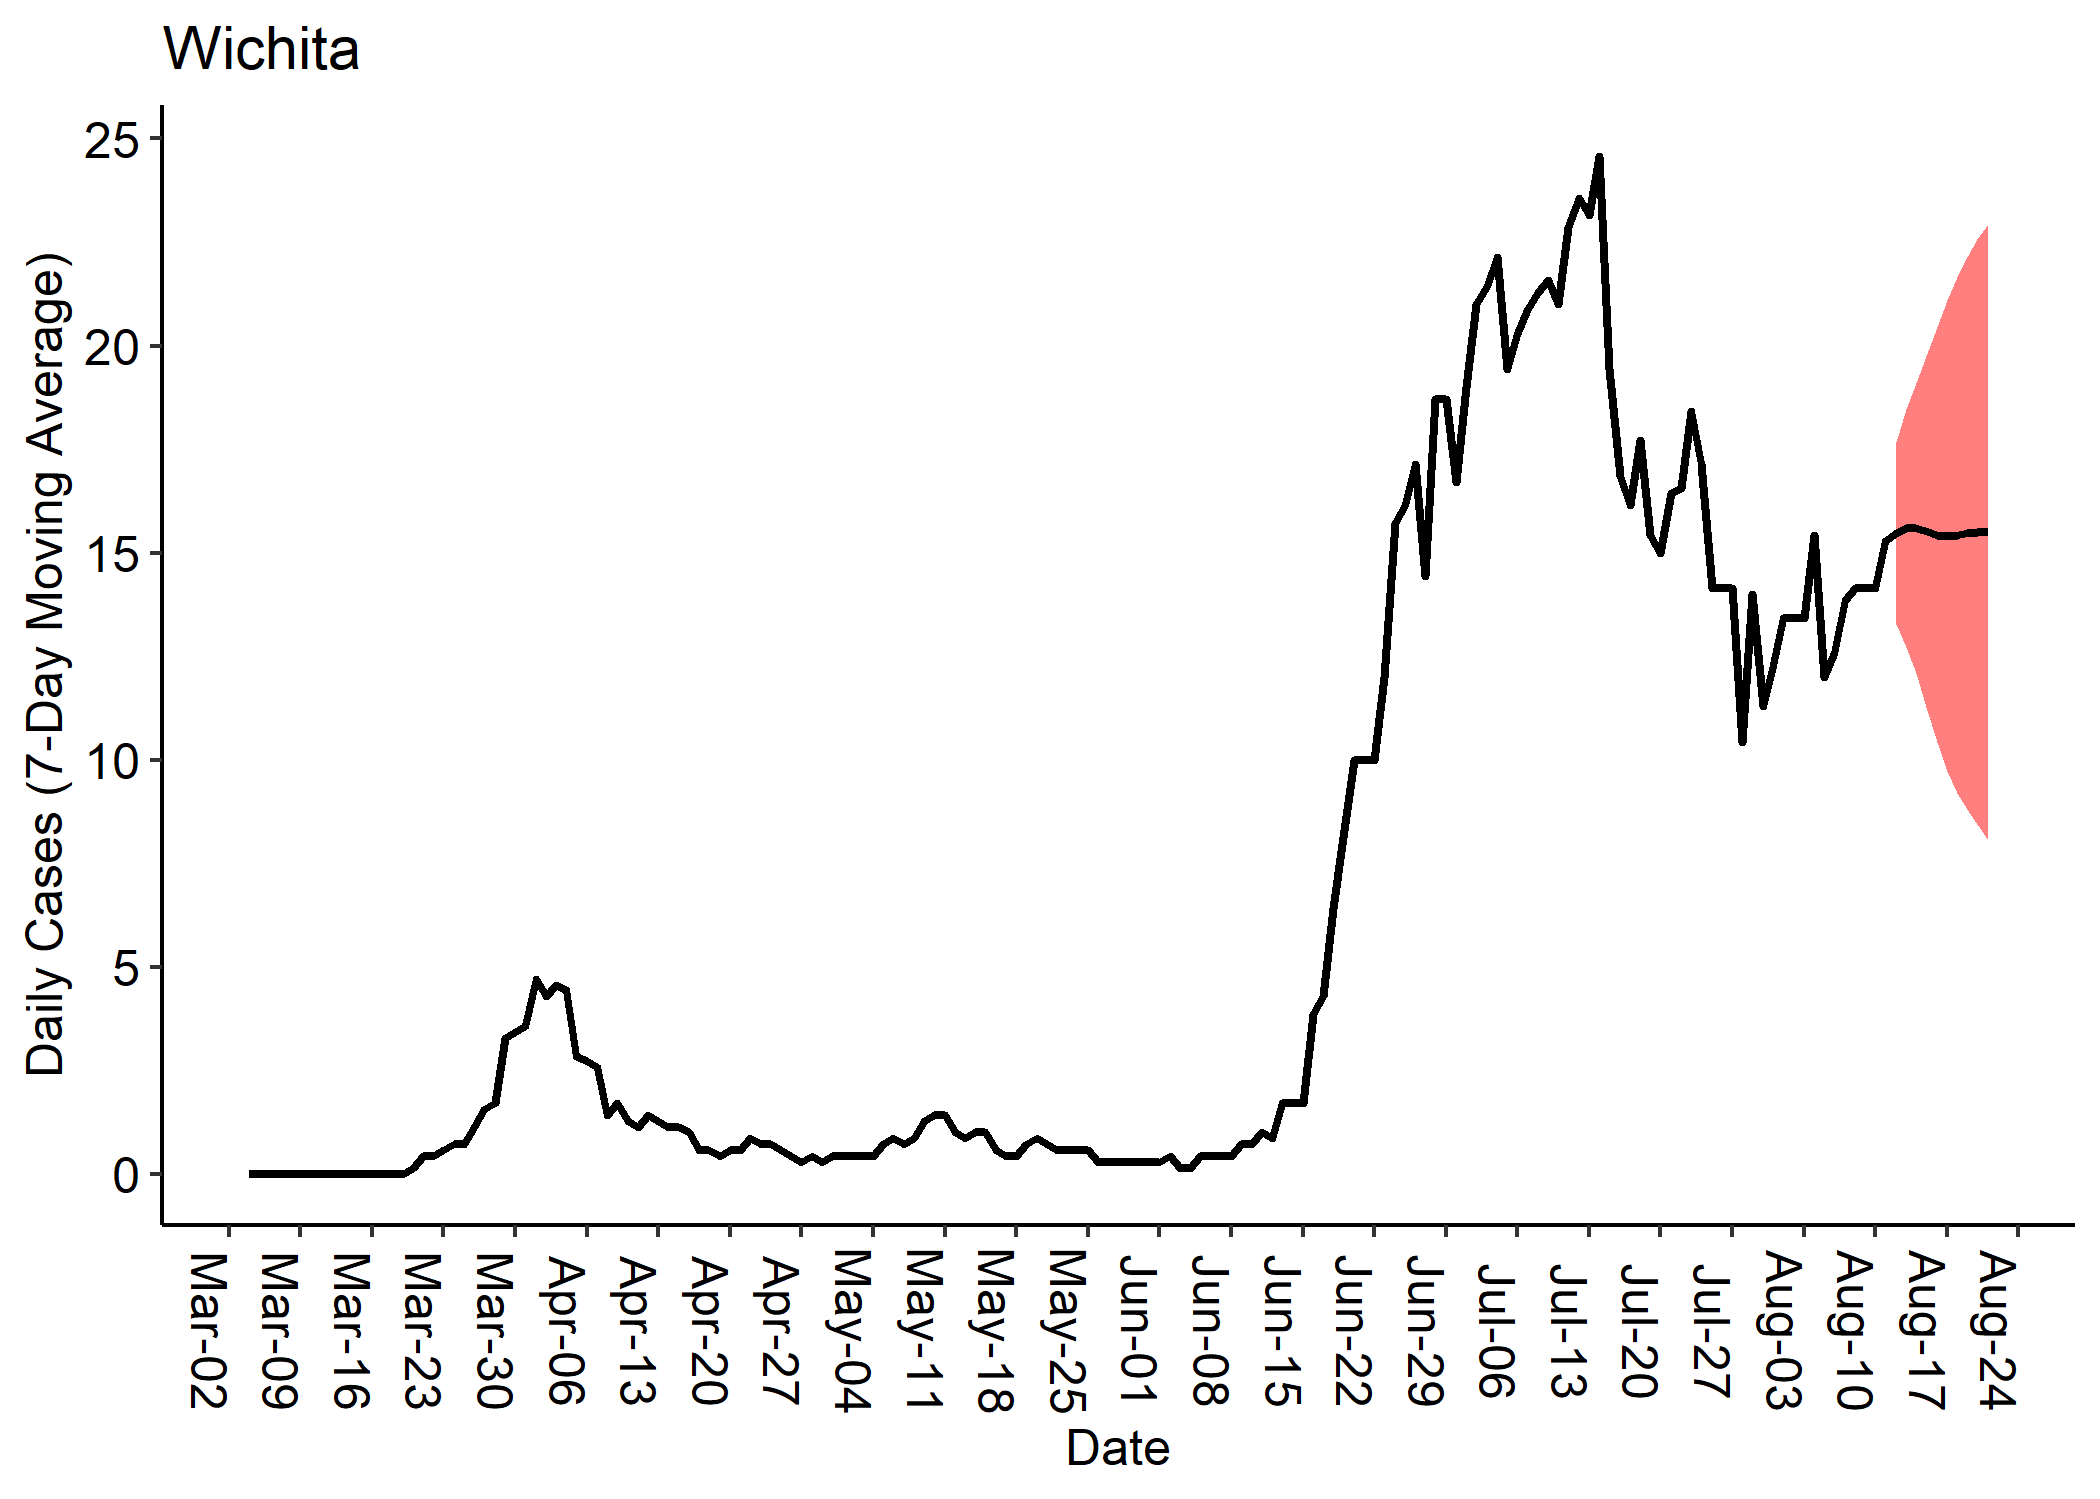 Wichita
Daily Cases (7-Day Moving Average)
25
20
15
10
5
0
Mar-02
Mar-09
Mar-16
Mar-23
Mar-30
Apr-06
Apr-13
Apr-20
Apr-27
May-04
May-11
May-18
May-25
Jun-01
Jun-08
Jun-15
Jun-22
Jun-29
Jul-06
Jul-13
Jul-20
Jul-27
Aug-03
Aug-10
Aug-17
Aug-24
Date